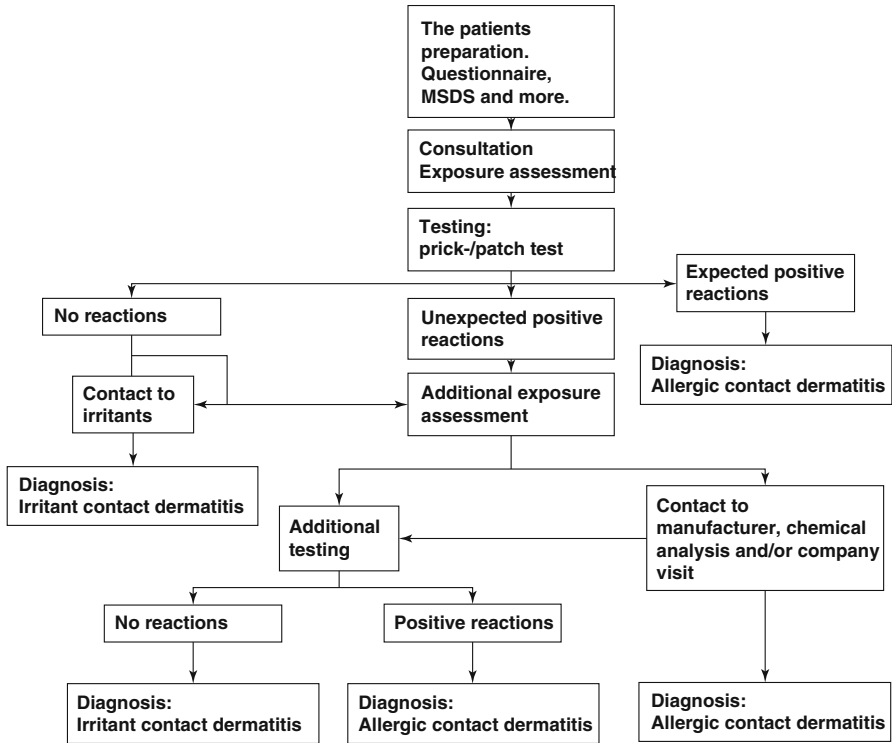 The patients
preparation.
Questionnaire,
MSDS and more.
Consultation
Exposure assessment
Testing:
prick-/patch test
Expected positive
reactions
No reactions
Unexpected positive
reactions
Diagnosis:
Allergic contact dermatitis
Contact to
irritants
Additional exposure
assessment
Diagnosis:
Irritant contact dermatitis
Additional
testing
Contact to
manufacturer, chemical
analysis and/or company
visit
No reactions
Positive reactions
Diagnosis:
Irritant contact dermatitis
Diagnosis:
Allergic contact dermatitis
Diagnosis:
Allergic contact dermatitis